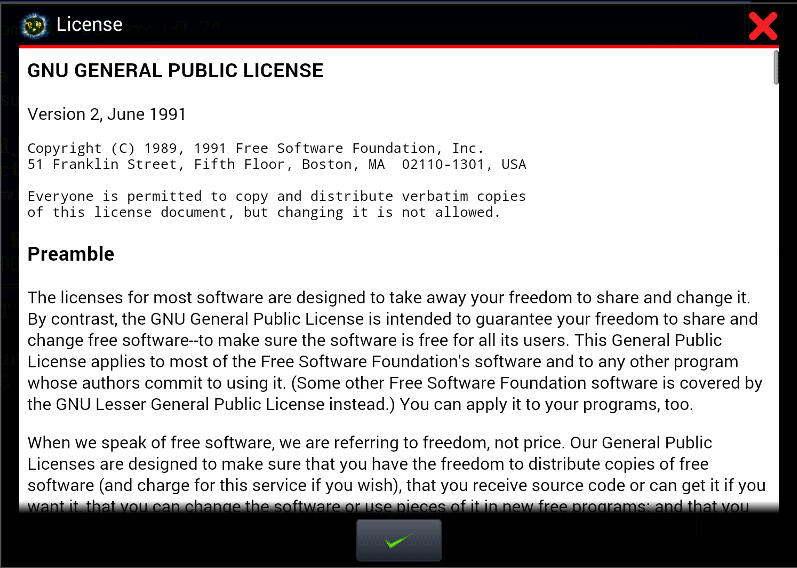 License
GNU GENERAL PUBLIC LICENSE
Version 2, June 1991
Copyright (C) 1989, 1991 Free Software Foundation, Inc.
51 Franklin Street, Fifth Floor, Boston, MA  02110-1301, USA
Everyone is permitted to copy and distribute verbatim copies
of this license document, but changing it is not allowed.
Preamble
The licenses for most software are designed to take away your freedom to share and change it.
By contrast, the GNU General Public License is intended to guarantee your freedom to share and
change free software--to make sure the software is free for all its users. This General Public
License applies to most of the Free Software Foundation's software and to any other program
whose authors commit to using it. (Some other Free Software Foundation software is covered by
the GNU Lesser General Public License instead.) You can apply it to your programs, too.
When we speak of free software, we are referring to freedom, not price. Our General Public
Licenses are designed to make sure that you have the freedom to distribute copies of free
software (and charge for this service if you wish), that you receive source code or can get it if you
want it, that you can change the software or use pieces of it in new free programs; and that you